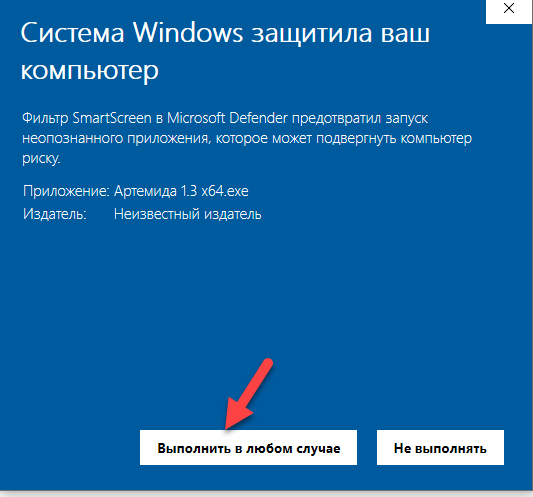 Система Windows защитила ваш
компьютер
Фильтр SmartScreen в Microsoft Defender предотвратил запуск
неопознанного приложения, которое может подвергнуть компьютер
риску.
Приложение: Артемида 1.3 x64.exe
Издатель: Неизвестный издатель
Выполнить в любом случае
Не выполнять